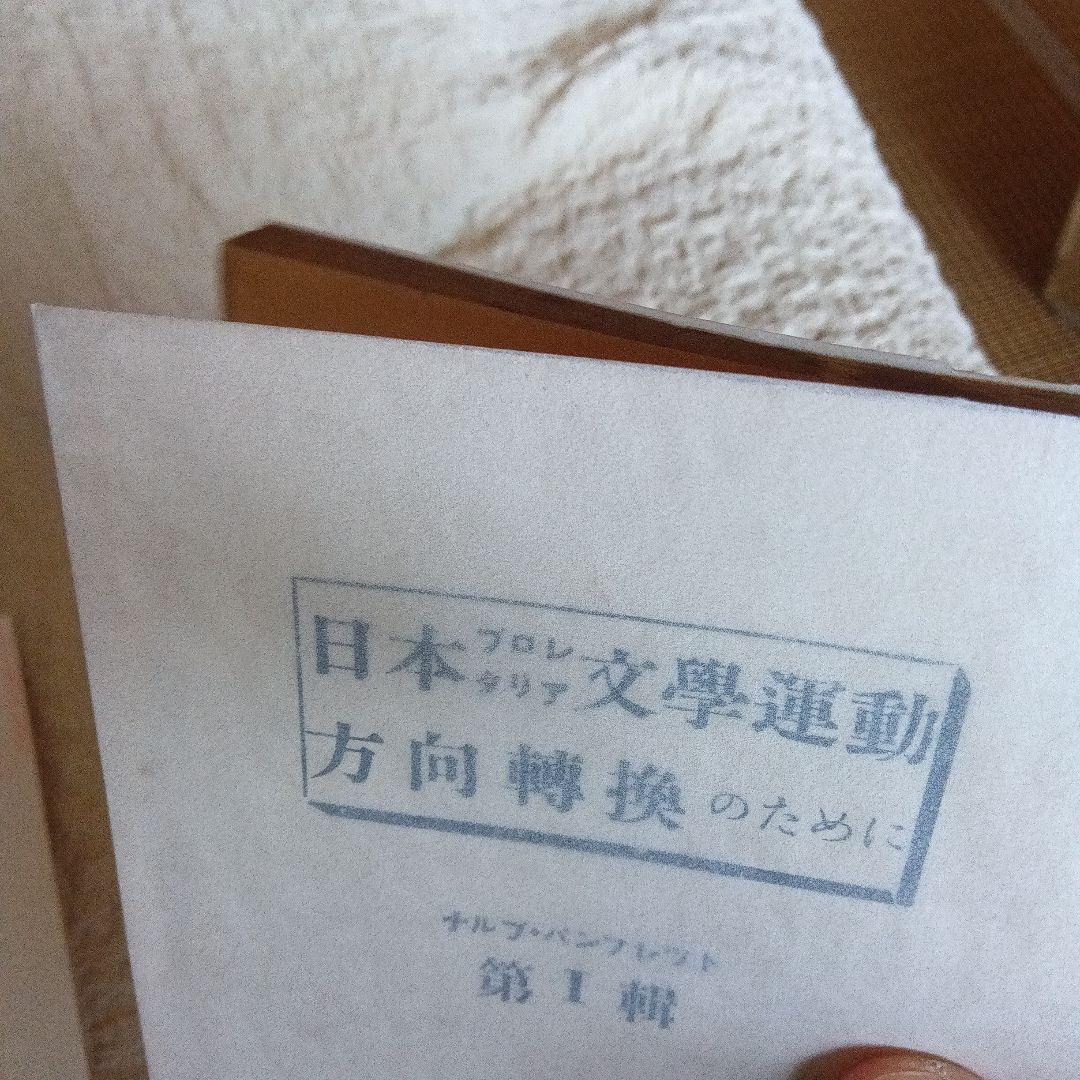 日本プロレタリア文學運動
方向轉換のために
ナルプ・パンフレツト
第1輯